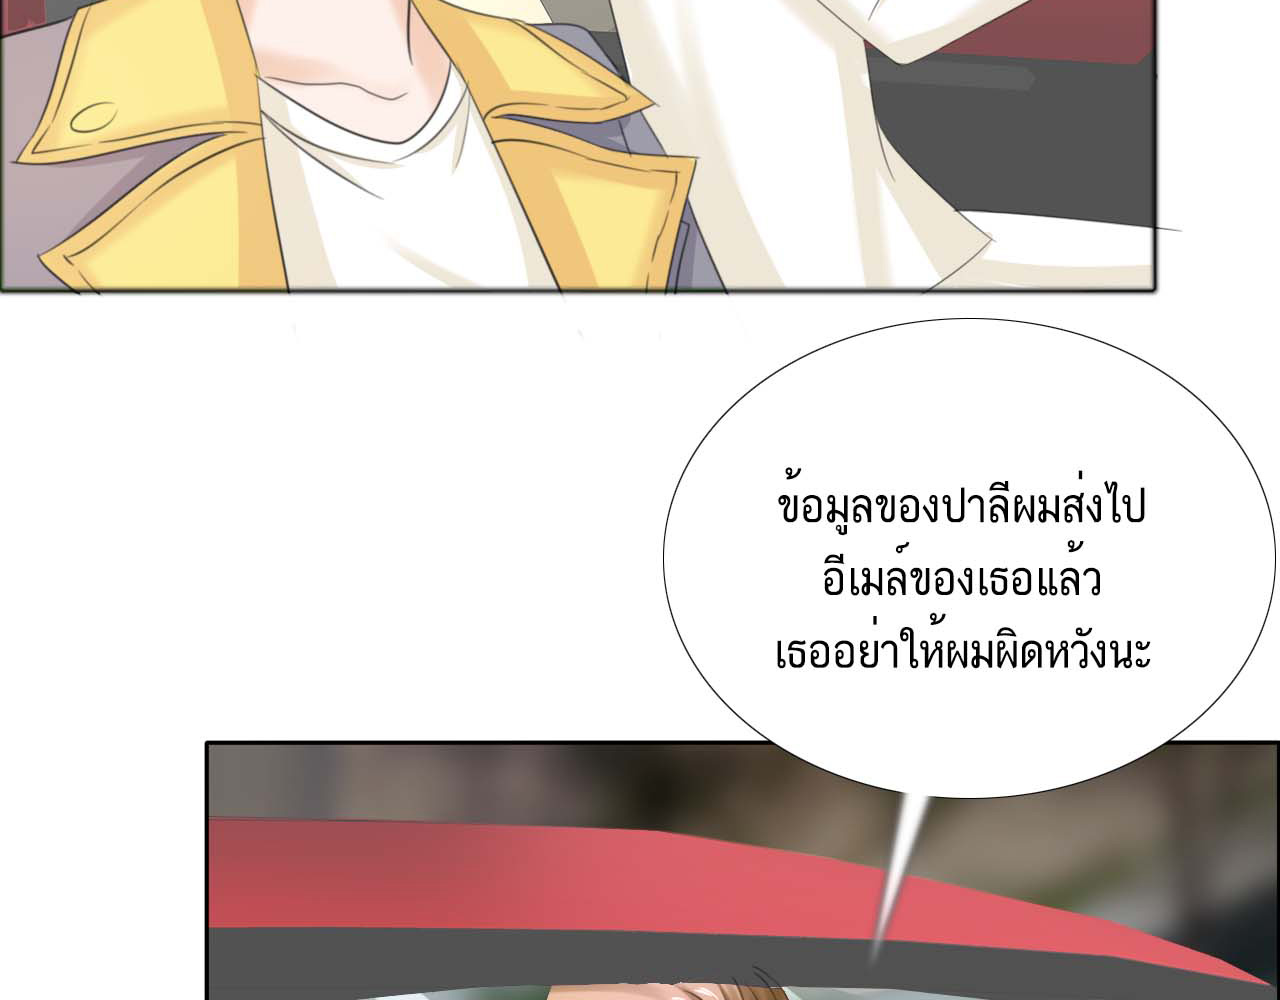 ข้อมูลของปาลีผมส่งไป
อีเมล์ของเธอแล้ว
เธออย่าให้ผมผิดหวังนะ